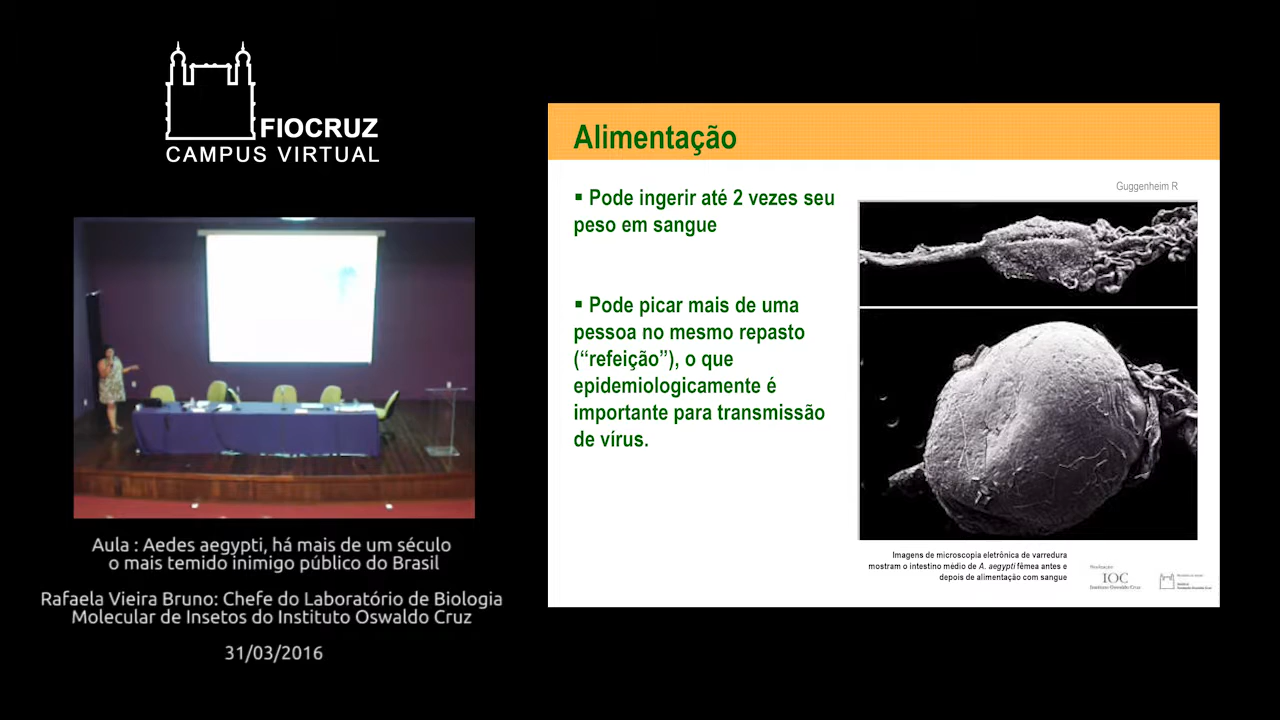 FIOCRUZ
CAMPUS VIRTUAL
Aula : Aedes aegypti, há mais de um século
o mais temido inimigo público do Brasil
Rafaela Vieira Bruno: Chefe do Laboratório de Biologia
Molecular de Insetos do Instituto Oswaldo Cruz
31/03/2016
Alimentação
Guggenheim R
▪ Pode ingerir até 2 vezes seu
peso em sangue
▪ Pode picar mais de uma
pessoa no mesmo repasto
(“refeição”), o que
epidemiologicamente é
importante para transmissão
de vírus.
Imagens de microscopia eletrônica de varredura
mostram o intestino médio de A. aegypti fêmea antes e
depois de alimentação com sangue
IOC
Instituto Oswaldo Cruz